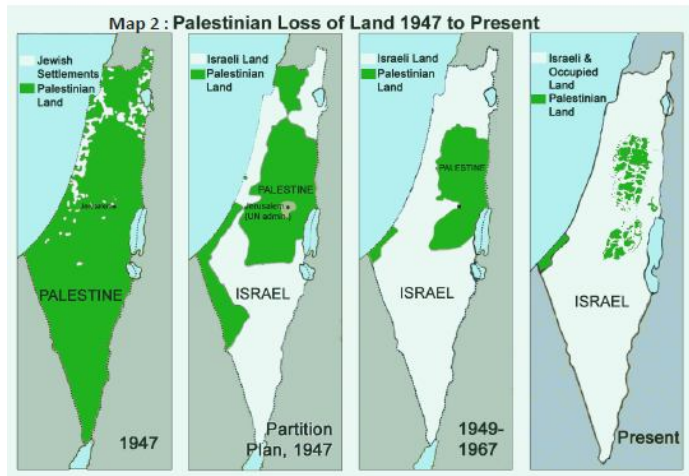 Map 2 : Palestinian Loss of Land 1947 to Present
Jewish
Settlements
Palestinian
Land
Jerusalem
PALESTINE
1947
Israeli Land
Palestinian
Land
PALESTINE
Jerusalem
(UN admin.)
ISRAEL
Partition
Plan, 1947
Israeli Land
Palestinian
Land
PALESTINE
ISRAEL
1949-
1967
Israeli &
Occupied
Land
Palestinian
Land
ISRAEL
Present